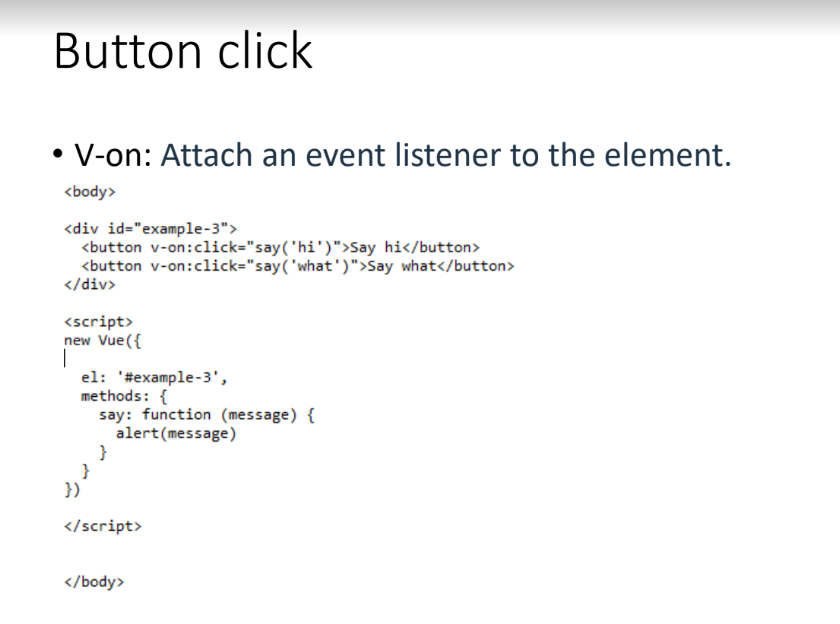 Button click
• V-on: Attach an event listener to the element.
<body>
<div id="example-3">
  <button v-on:click="say('hi')">Say hi</button>
  <button v-on:click="say('what')">Say what</button>
</div>
<script>
new Vue({
  el: '#example-3',
  methods: {
    say: function (message) {
      alert(message)
    }
  }
})
</script>
</body>